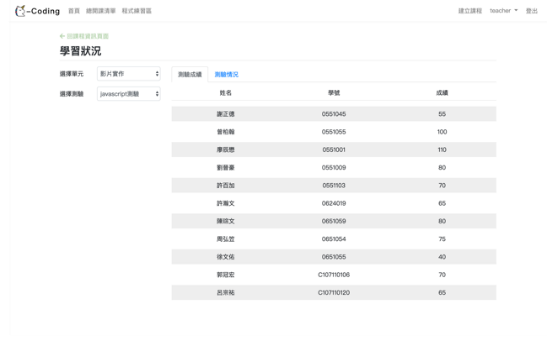 -Coding 首頁 總開課清單 程式練習區 建立課程 teacher 登出
← 回課程資訊頁面
學習狀況
選擇單元 影片實作
選擇測驗 javascript測驗
測驗成績 測驗情況
姓名 學號 成績
謝正德 0551045 55
曾柏翰 0551055 100
廖辰懋 0551001 110
劉晉豪 0551009 80
許百加 0551103 70
許瀚文 0624019 65
陳琮文 0651059 80
周弘笠 0651054 75
徐文佑 0651055 40
郭冠宏 C107110106 70
呂宗祐 C107110120 65